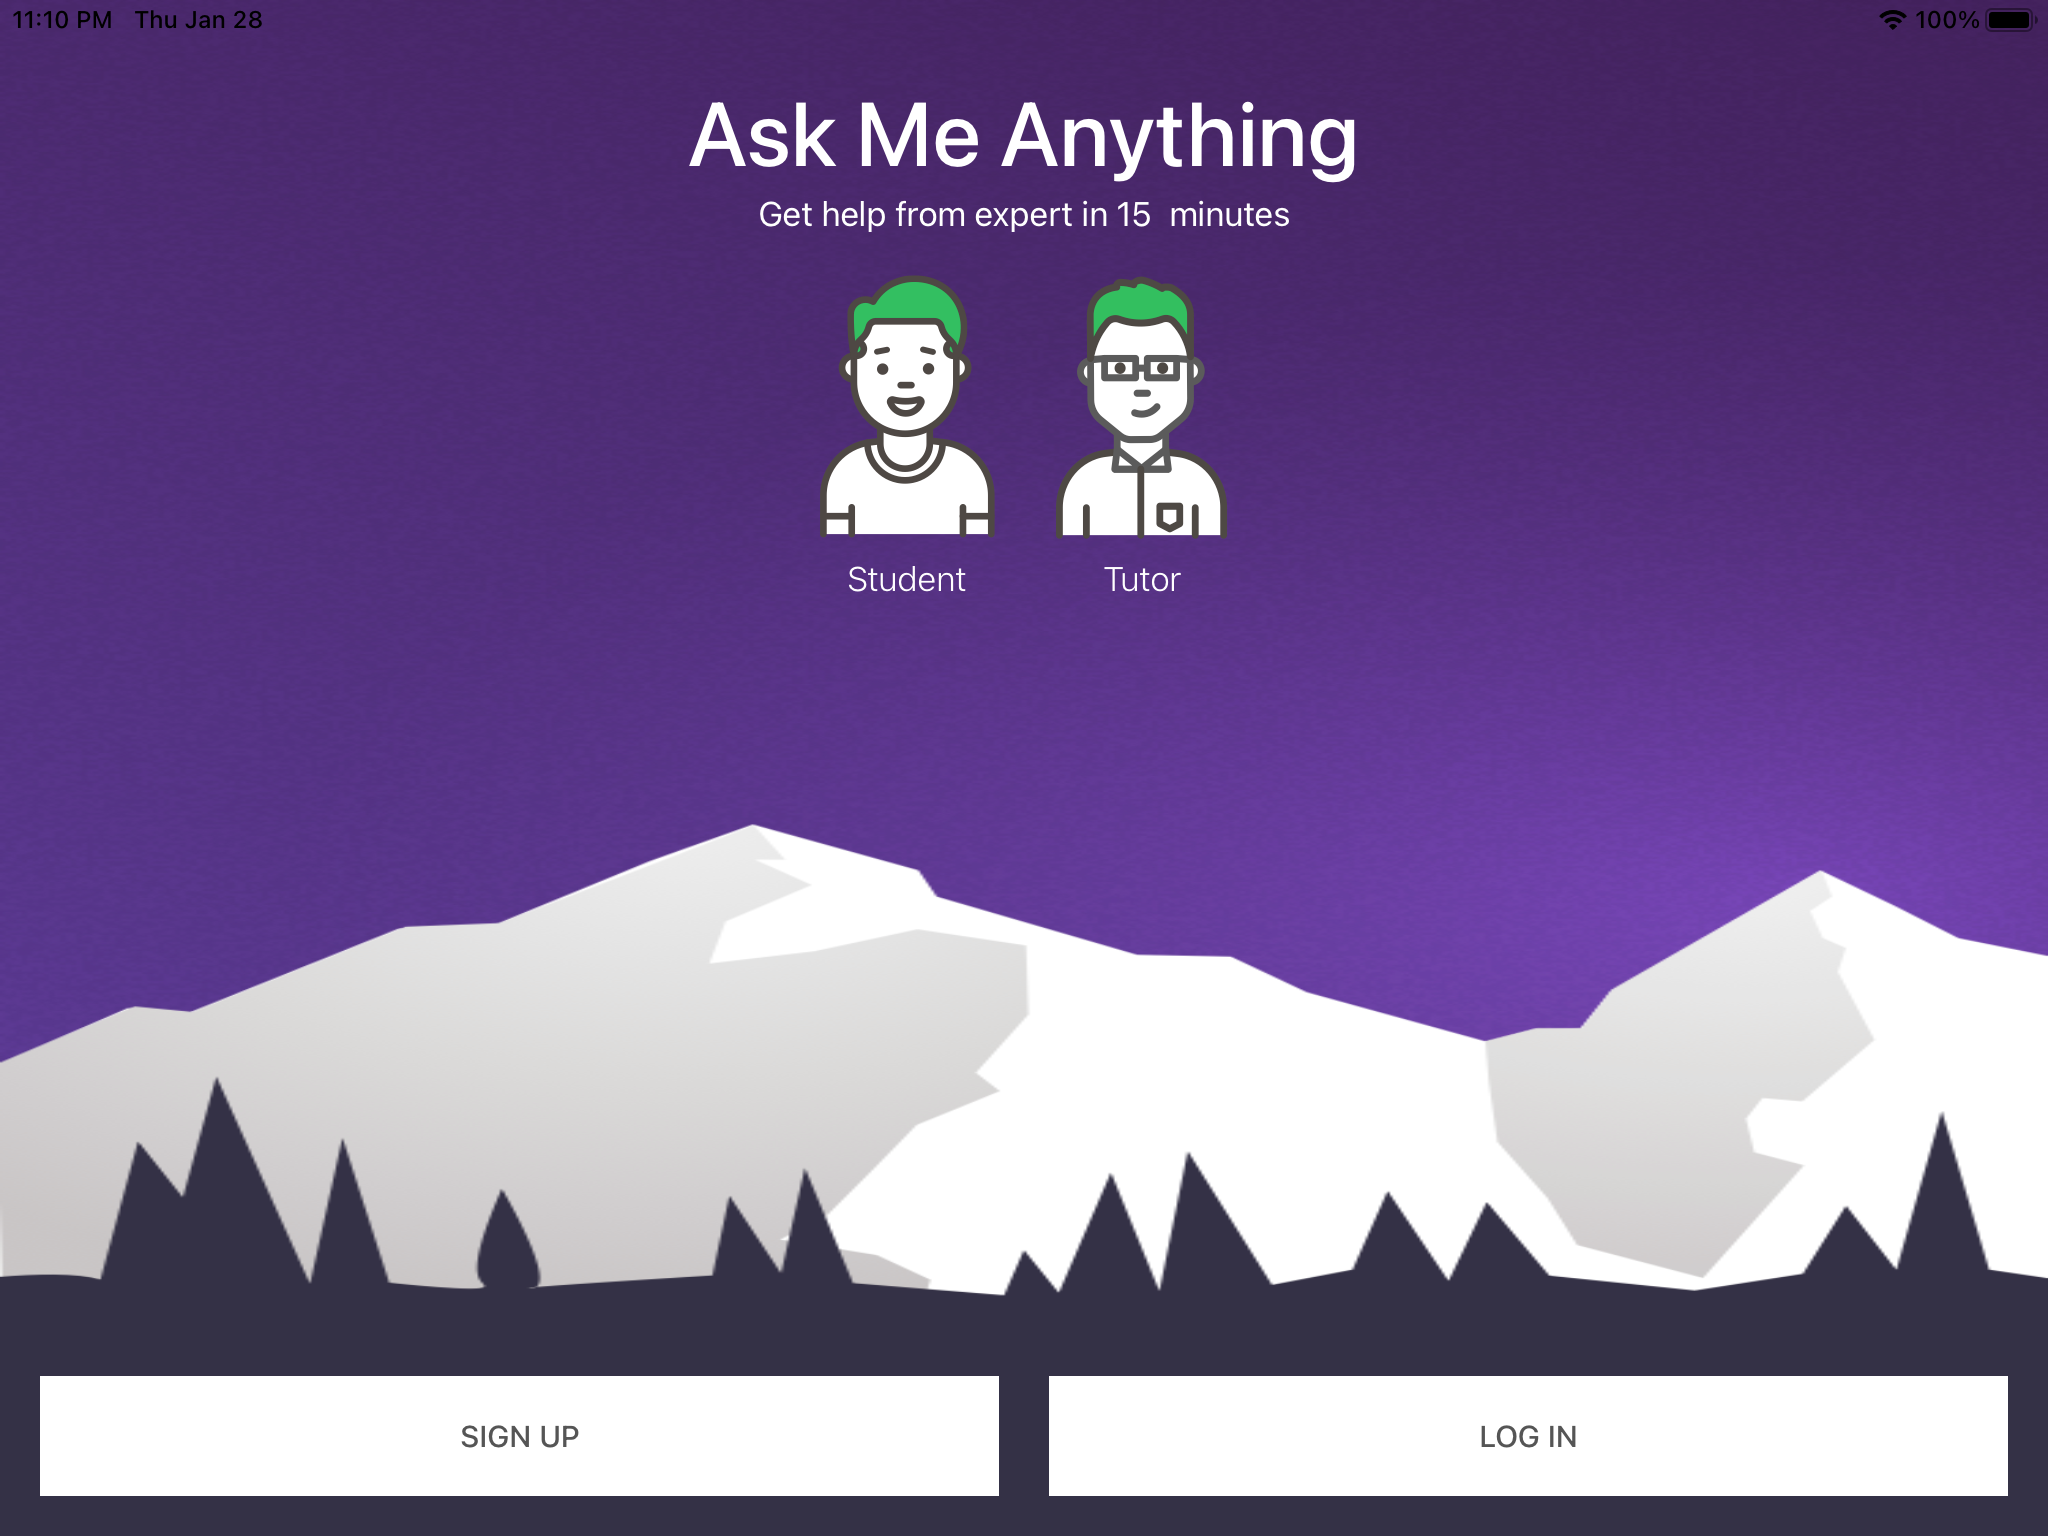 11:10 PM Thu Jan 28 100%
Ask Me Anything
Get help from expert in 15  minutes
Student Tutor
SIGN UP LOG IN